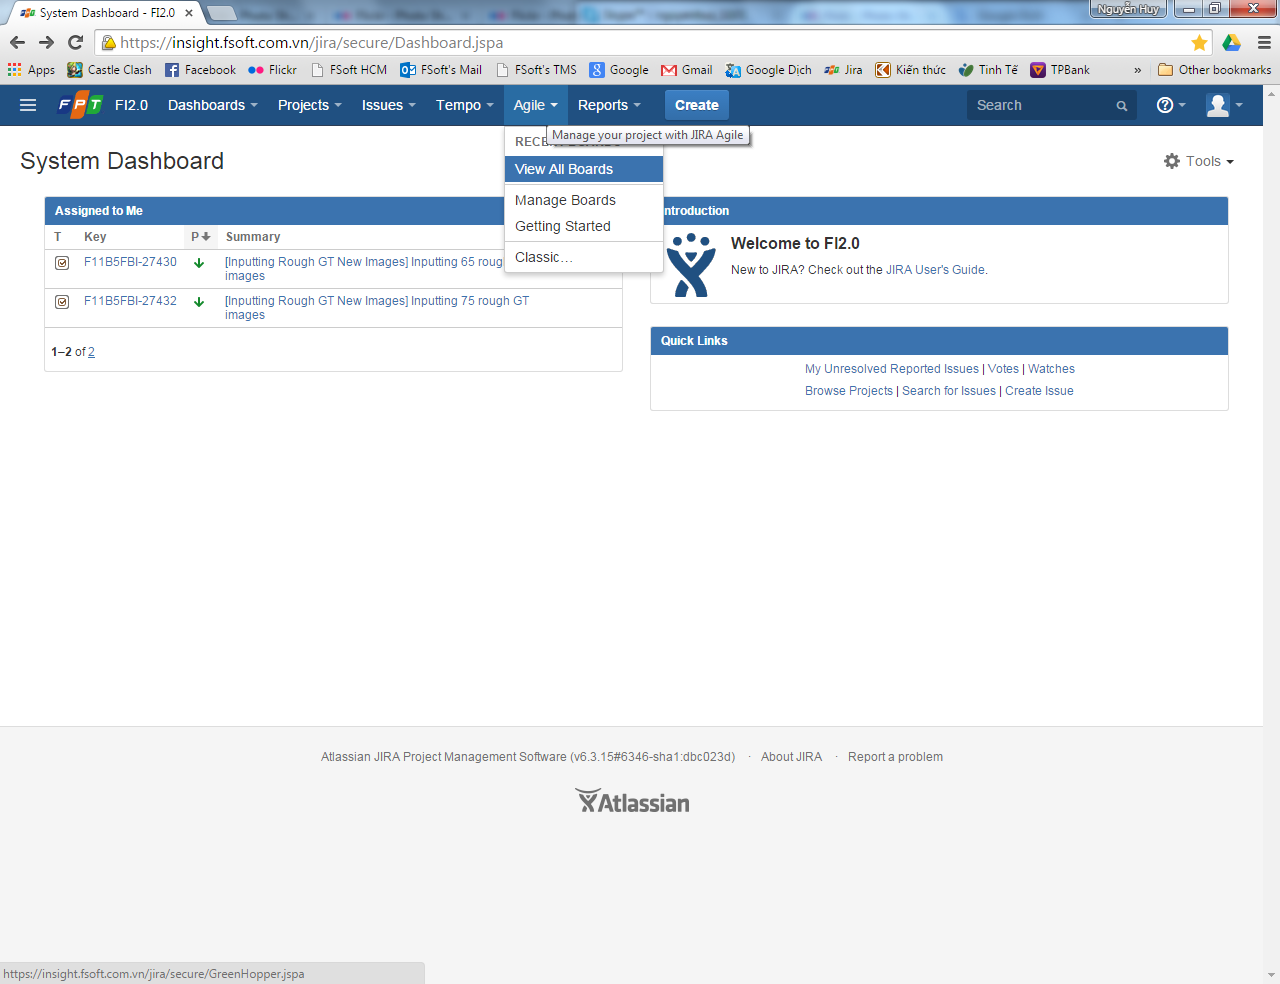 System Dashboard - FI2.0
Nguyễn Huy
https://insight.fsoft.com.vn/jira/secure/Dashboard.jspa
Apps Castle Clash Facebook Flickr FSoft HCM FSoft's Mail FSoft's TMS Google Gmail Google Dịch Jira Kiến thức Tinh Tế TPBank » Other bookmarks
FPT FI2.0 Dashboards Projects Issues Tempo Agile Reports Create Search
Manage your project with JIRA Agile
System Dashboard
Tools
View All Boards
Manage Boards
Getting Started
Classic...
Assigned to Me
T Key P Summary
F11B5FBI-27430 [Inputting Rough GT New Images] Inputting 65 rough
images
F11B5FBI-27432 [Inputting Rough GT New Images] Inputting 75 rough GT
images
1–2 of 2
ntroduction
Welcome to FI2.0
New to JIRA? Check out the JIRA User's Guide.
Quick Links
My Unresolved Reported Issues | Votes | Watches
Browse Projects | Search for Issues | Create Issue
Atlassian JIRA Project Management Software (v6.3.15#6346-sha1:dbc023d) · About JIRA · Report a problem
Atlassian
https://insight.fsoft.com.vn/jira/secure/GreenHopper.jspa